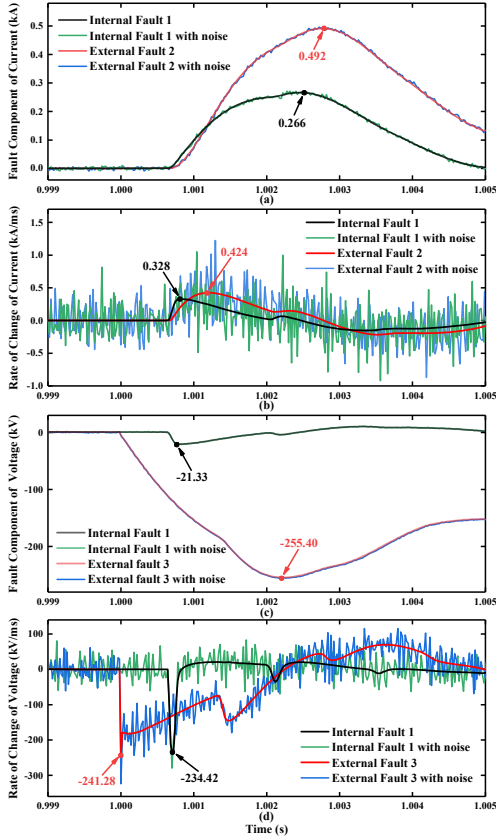 Fault Component of Current (kA)
0.5
0.4
0.3
0.2
0.1
0.0
Internal Fault 1
Internal Fault 1 with noise
External Fault 2
External Fault 2 with noise
0.492
0.266
0.999 1.000 1.001 1.002 1.003 1.004 1.005
(a)
Rate of Change of Current (kA/ms)
1.5
1.0
0.5
0.0
-0.5
-1.0
Internal Fault 1
Internal Fault 1 with noise
External Fault 2
External Fault 2 with noise
0.424
0.328
0.999 1.000 1.001 1.002 1.003 1.004 1.005
(b)
Fault Component of Voltage (kV)
0
-100
-200
-21.33
Internal Fault 1
Internal Fault 1 with noise
External fault 3
External fault 3 with noise
-255.40
0.999 1.000 1.001 1.002 1.003 1.004 1.005
(c)
Rate of Change of Voltage (kV/ms)
100
0
-100
-200
-300
-241.28
-234.42
Internal Fault 1
Internal Fault 1 with noise
External Fault 3
External Fault 3 with noise
0.999 1.000 1.001 1.002 1.003 1.004 1.005
(d)
Time (s)